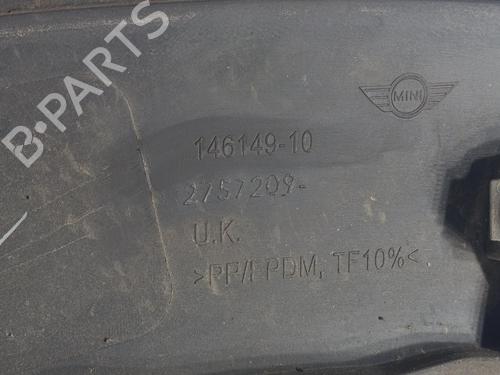 B-PARTS
MINI
146149-10
2757209-
U.K.
>PP/EPDM, TF10%<